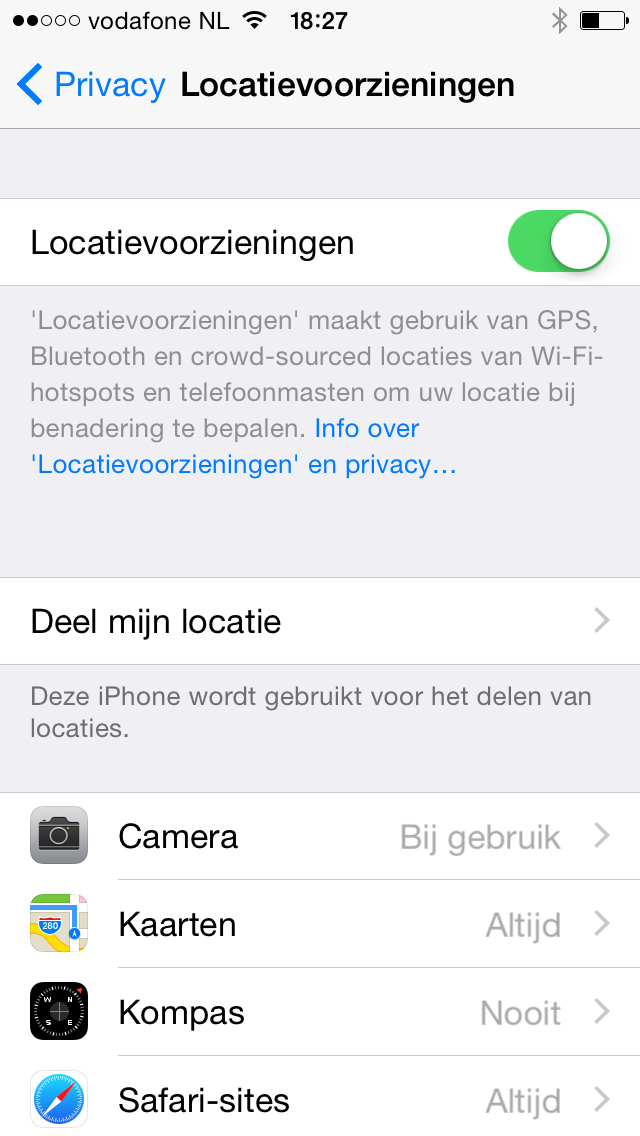 vodafone NL 18:27
Privacy Locatievoorzieningen
Locatievoorzieningen
'Locatievoorzieningen' maakt gebruik van GPS,
Bluetooth en crowd-sourced locaties van Wi-Fi-
hotspots en telefoonmasten om uw locatie bij
benadering te bepalen. Info over
'Locatievoorzieningen' en privacy...
Deel mijn locatie
Deze iPhone wordt gebruikt voor het delen van
locaties.
Camera Bij gebruik
280
Kaarten Altijd
W N
S E
Kompas Nooit
Safari-sites Altijd